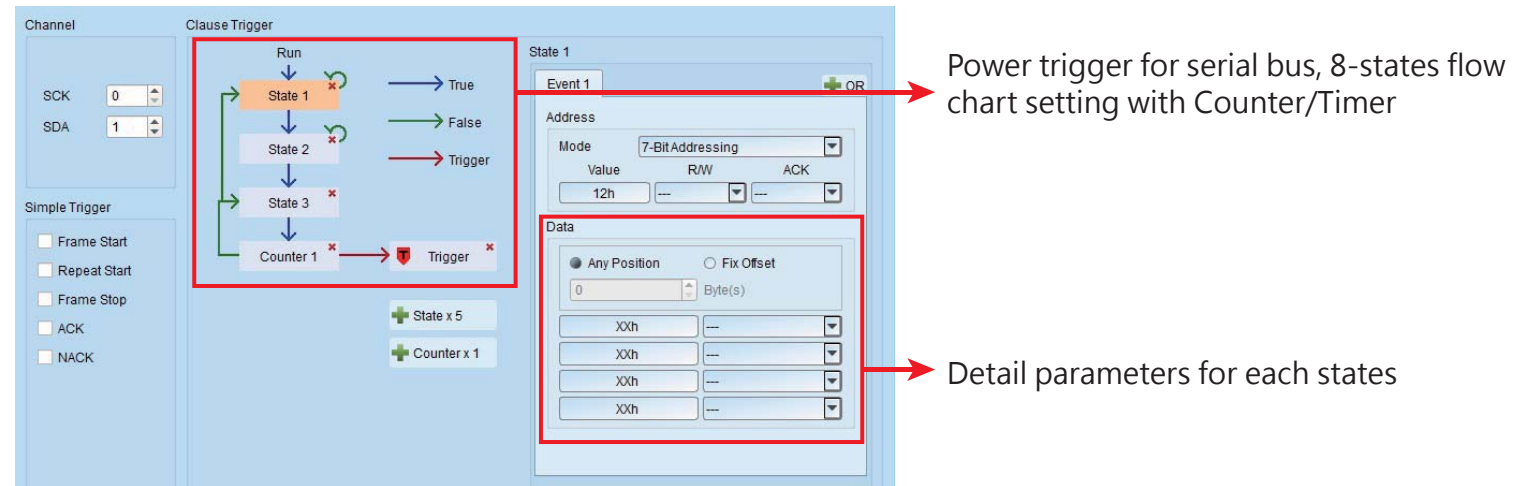 Channel
SCK 0
SDA 1
Simple Trigger
Frame Start
Repeat Start
Frame Stop
ACK
NACK
Clause Trigger
Run
State 1
State 2
State 3
Counter 1
T Trigger
True
False
Trigger
State x 5
Counter x 1
State 1
Event 1
OR
Address
Mode 7-Bit Addressing
Value R/W ACK
12h --- ---
Data
Any Position Fix Offset
0 Byte(s)
XXh ---
XXh ---
XXh ---
XXh ---
Power trigger for serial bus, 8-states flow
chart setting with Counter/Timer
Detail parameters for each states